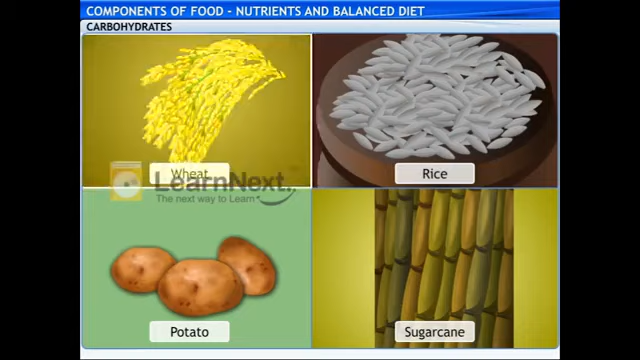 COMPONENTS OF FOOD - NUTRIENTS AND BALANCED DIET
CARBOHYDRATES
Wheat
Rice
LearnNext
The next way to Learn
Potato
Sugarcane